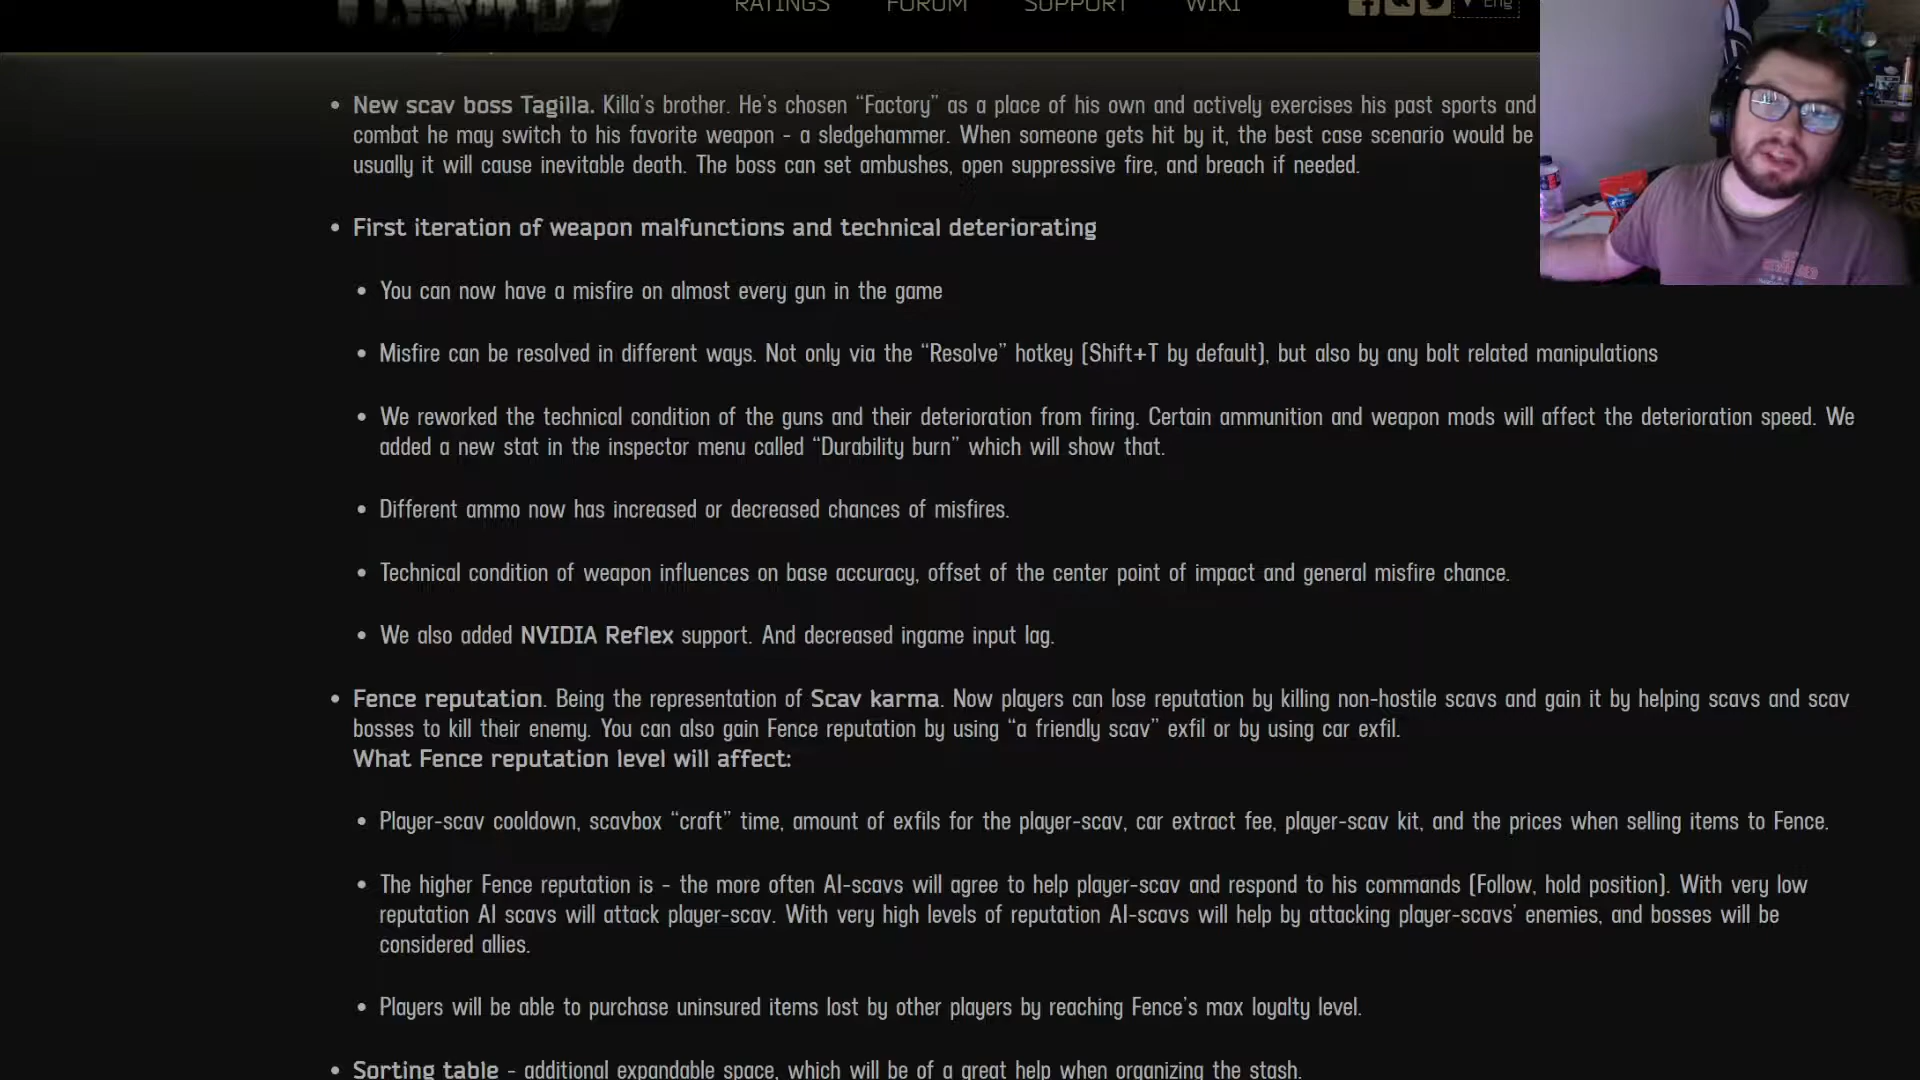 RATINGS FORUM SUPPORT WIKI Eng
• New scav boss Tagilla. Killa's brother. He's chosen “Factory” as a place of his own and actively exercises his past sports and
combat he may switch to his favorite weapon - a sledgehammer. When someone gets hit by it, the best case scenario would be
usually it will cause inevitable death. The boss can set ambushes, open suppressive fire, and breach if needed.
• First iteration of weapon malfunctions and technical deteriorating
• You can now have a misfire on almost every gun in the game
• Misfire can be resolved in different ways. Not only via the “Resolve” hotkey (Shift+T by default), but also by any bolt related manipulations
• We reworked the technical condition of the guns and their deterioration from firing. Certain ammunition and weapon mods will affect the deterioration speed. We
added a new stat in the inspector menu called “Durability burn” which will show that.
• Different ammo now has increased or decreased chances of misfires.
• Technical condition of weapon influences on base accuracy, offset of the center point of impact and general misfire chance.
• We also added NVIDIA Reflex support. And decreased ingame input lag.
• Fence reputation. Being the representation of Scav karma. Now players can lose reputation by killing non-hostile scavs and gain it by helping scavs and scav
bosses to kill their enemy. You can also gain Fence reputation by using “a friendly scav” exfil or by using car exfil.
What Fence reputation level will affect:
• Player-scav cooldown, scavbox “craft” time, amount of exfils for the player-scav, car extract fee, player-scav kit, and the prices when selling items to Fence.
• The higher Fence reputation is - the more often AI-scavs will agree to help player-scav and respond to his commands (Follow, hold position). With very low
reputation AI scavs will attack player-scav. With very high levels of reputation AI-scavs will help by attacking player-scavs' enemies, and bosses will be
considered allies.
• Players will be able to purchase uninsured items lost by other players by reaching Fence's max loyalty level.
• Sorting table - additional expandable space, which will be of a great help when organizing the stash.